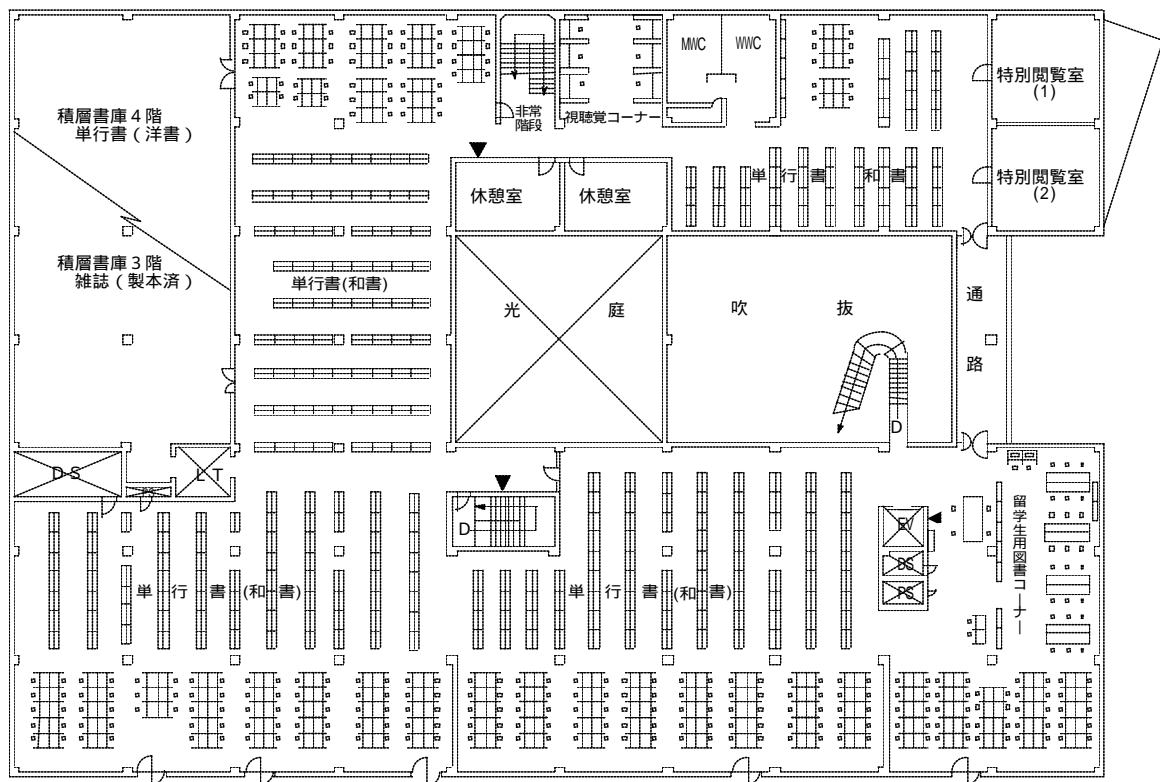 積層書庫４階
単行書（洋書）
積層書庫３階
雑誌（製本済）
D S
L T
非常
階段
視聴覚コーナー
MWC
WWC
特別閲覧室
(1)
特別閲覧室
(2)
単行書 和書
休憩室
休憩室
単行書(和書)
光庭
吹抜
D
通路
D
EV
DS
PS
留学生用図書コーナー
単行書(和書)
単行書(和書)